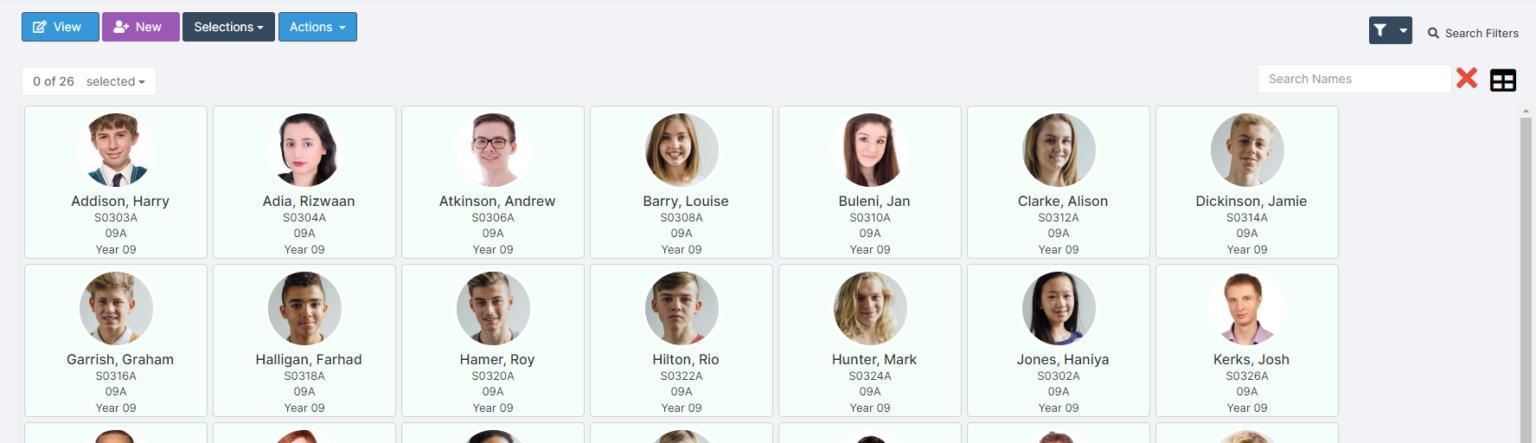 View New Selections Actions Search Filters
0 of 26 selected Search Names
Addison, Harry Adia, Rizwaan Atkinson, Andrew Barry, Louise Buleni, Jan Clarke, Alison Dickinson, Jamie
S0303A S0304A S0306A S0308A S0310A S0312A S0314A
09A 09A 09A 09A 09A 09A 09A
Year 09 Year 09 Year 09 Year 09 Year 09 Year 09 Year 09
Garrish, Graham Halligan, Farhad Hamer, Roy Hilton, Rio Hunter, Mark Jones, Haniya Kerks, Josh
S0316A S0318A S0320A S0322A S0324A S0302A S0326A
09A 09A 09A 09A 09A 09A 09A
Year 09 Year 09 Year 09 Year 09 Year 09 Year 09 Year 09